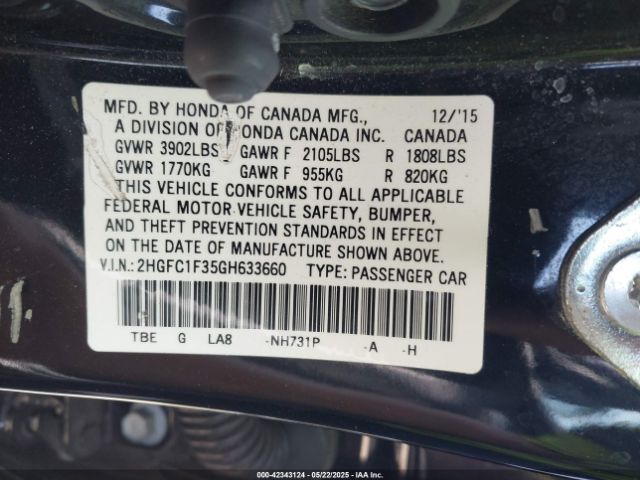 MFD. BY HONDA OF CANADA MFG., 12/'15
A DIVISION OF HONDA CANADA INC. CANADA
GVWR 3902LBS GAWR F 2105LBS R 1808LBS
GVWR 1770KG GAWR F 955KG R 820KG
THIS VEHICLE CONFORMS TO ALL APPLICABLE
FEDERAL MOTOR VEHICLE SAFETY, BUMPER,
AND THEFT PREVENTION STANDARDS IN EFFECT
ON THE DATE OF MANUFACTURE SHOWN ABOVE.
V.I.N.: 2HGFC1F35GH633660 TYPE: PASSENGER CAR
TBE G LA8 -NH731P -A -H
000-42343124 - 05/22/2025 - IAAI, Inc.